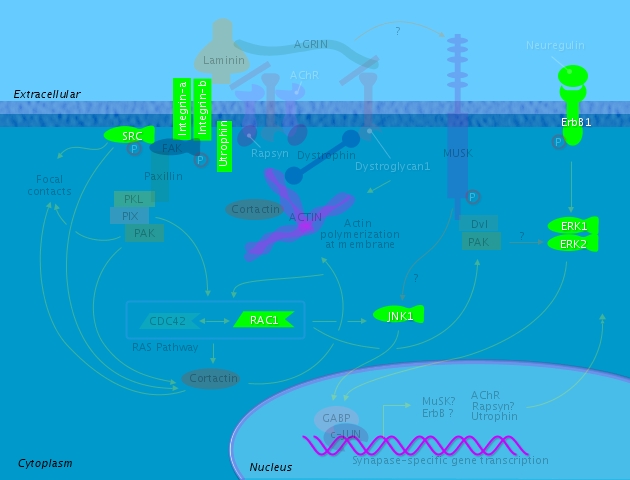 ?
AGRIN
Neuregulin
Laminin
AChR
Extracellular
Integrin-a
Integrin-b
Utrophin
ErbB1
SRC
P
FAK
P
Rapsyn
Dystrophin
Dystroglycan1
MUSK
P
Paxillin
Focal
contacts
PKL
PIX
PAK
Cortactin
ACTIN
Actin
polymerization
at membrane
P
Dvl
PAK
?
ERK1
ERK2
?
CDC42
RAC1
JNK1
RAS Pathway
Cortactin
MuSK?
ErbB ?
AChR
Rapsyn?
Utrophin
GABP
c-JUN
Synapase-specific gene transcription
Cytoplasm
Nucleus